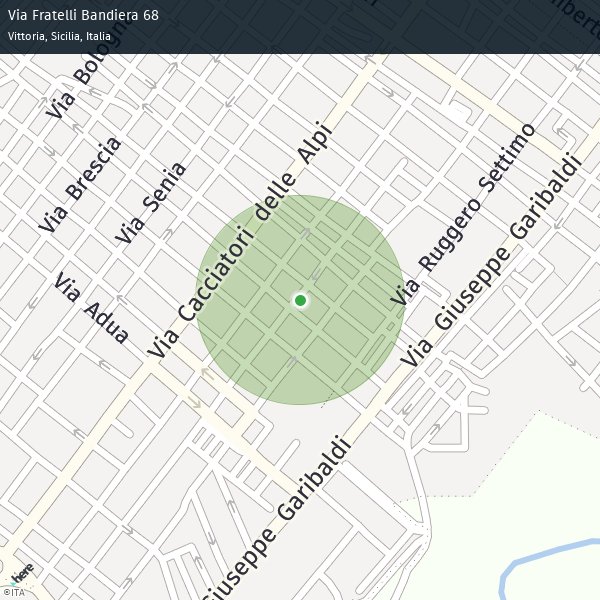 Via Fratelli Bandiera 68
Vittoria, Sicilia, Italia
Via Bologna
Via Brescia
Via Senia
Via Cacciatori delle Alpi
Via Ruggero Settimo
Via Giuseppe Garibaldi
Via Adua
Giuseppe Garibaldi
here
©ITA